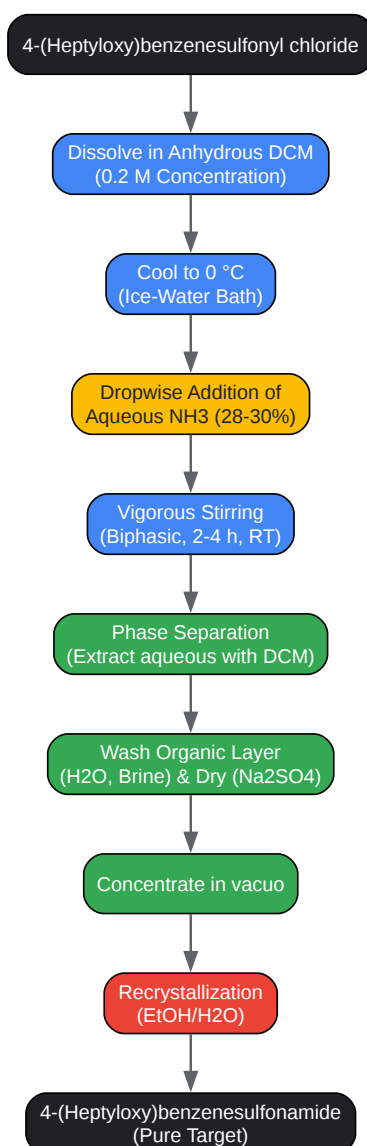 4-(Heptyloxy)benzenesulfonyl chloride
Dissolve in Anhydrous DCM
(0.2 M Concentration)
Cool to 0 °C
(Ice-Water Bath)
Dropwise Addition of
Aqueous NH3 (28-30%)
Vigorous Stirring
(Biphasic, 2-4 h, RT)
Phase Separation
(Extract aqueous with DCM)
Wash Organic Layer
(H2O, Brine) & Dry (Na2SO4)
Concentrate in vacuo
Recrystallization
(EtOH/H2O)
4-(Heptyloxy)benzenesulfonamide
(Pure Target)